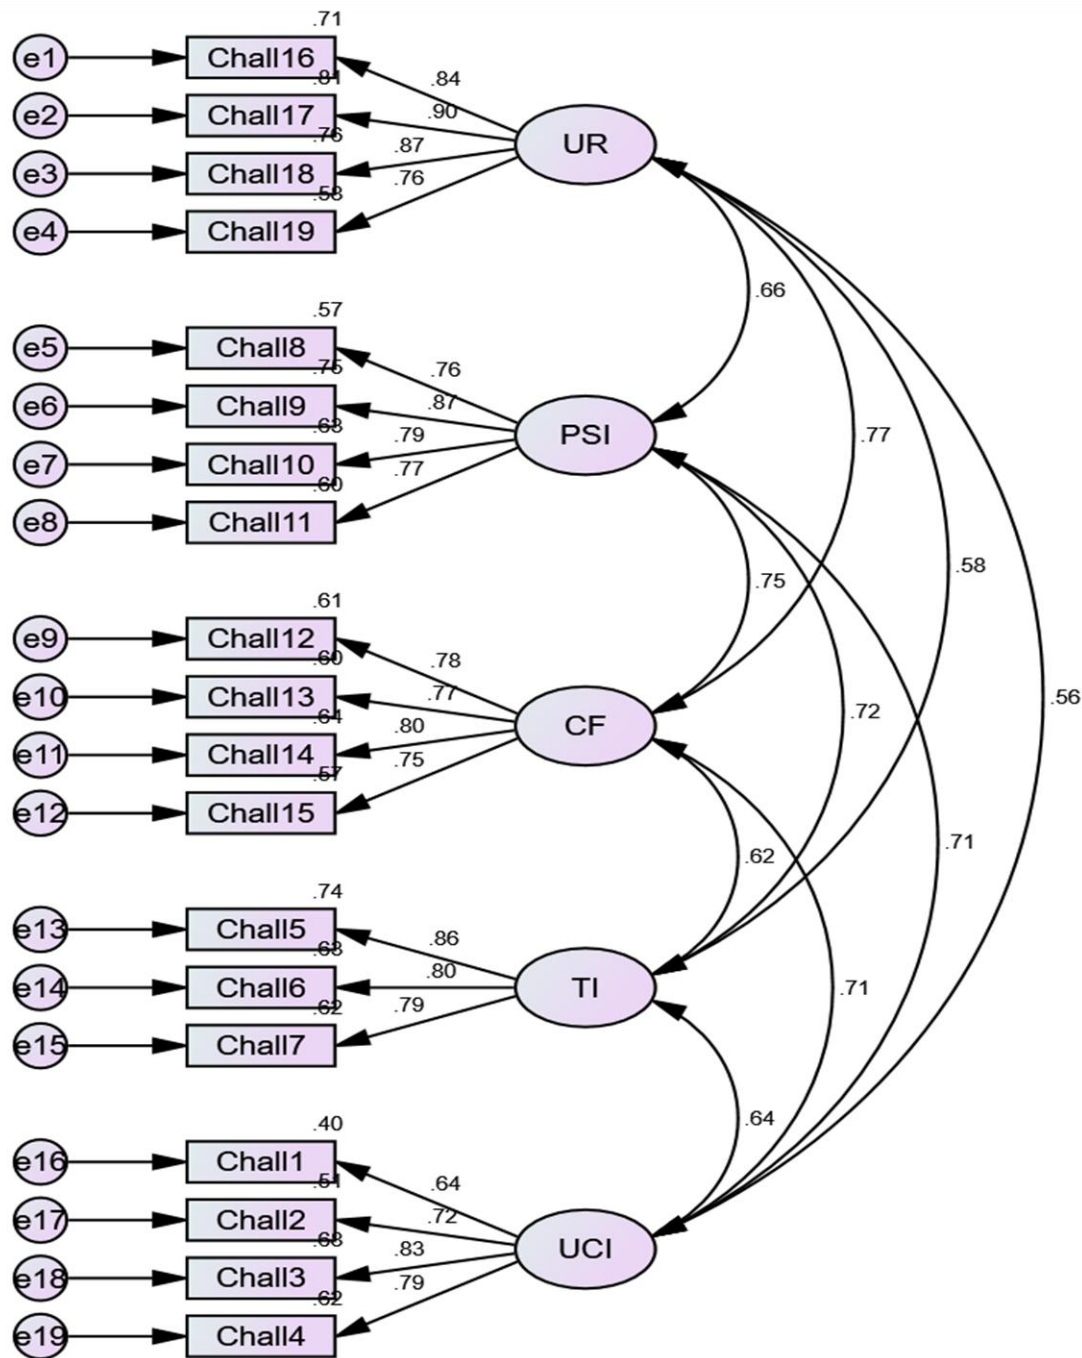 .71
e1 Chall16 .84
.81
e2 Chall17 .90
UR
.76
e3 Chall18 .87
.58
e4 Chall19 .76
.66
.57
e5 Chall8 .76
.75
e6 Chall9 .87
PSI .77
.63
e7 Chall10 .79
.60
e8 Chall11 .77
.58
.75
.61
e9 Chall12 .78
.60
e10 Chall13 .77
.56
.72
CF
.64
e11 Chall14 .80
.57
e12 Chall15 .75
.71
.62
.74
e13 Chall5 .86
.63
e14 Chall6 .80
TI .71
.62
e15 Chall7 .79
.64
.40
e16 Chall1 .64
.51
e17 Chall2 .72
UCI
.68
e18 Chall3 .83
.62
e19 Chall4 .79